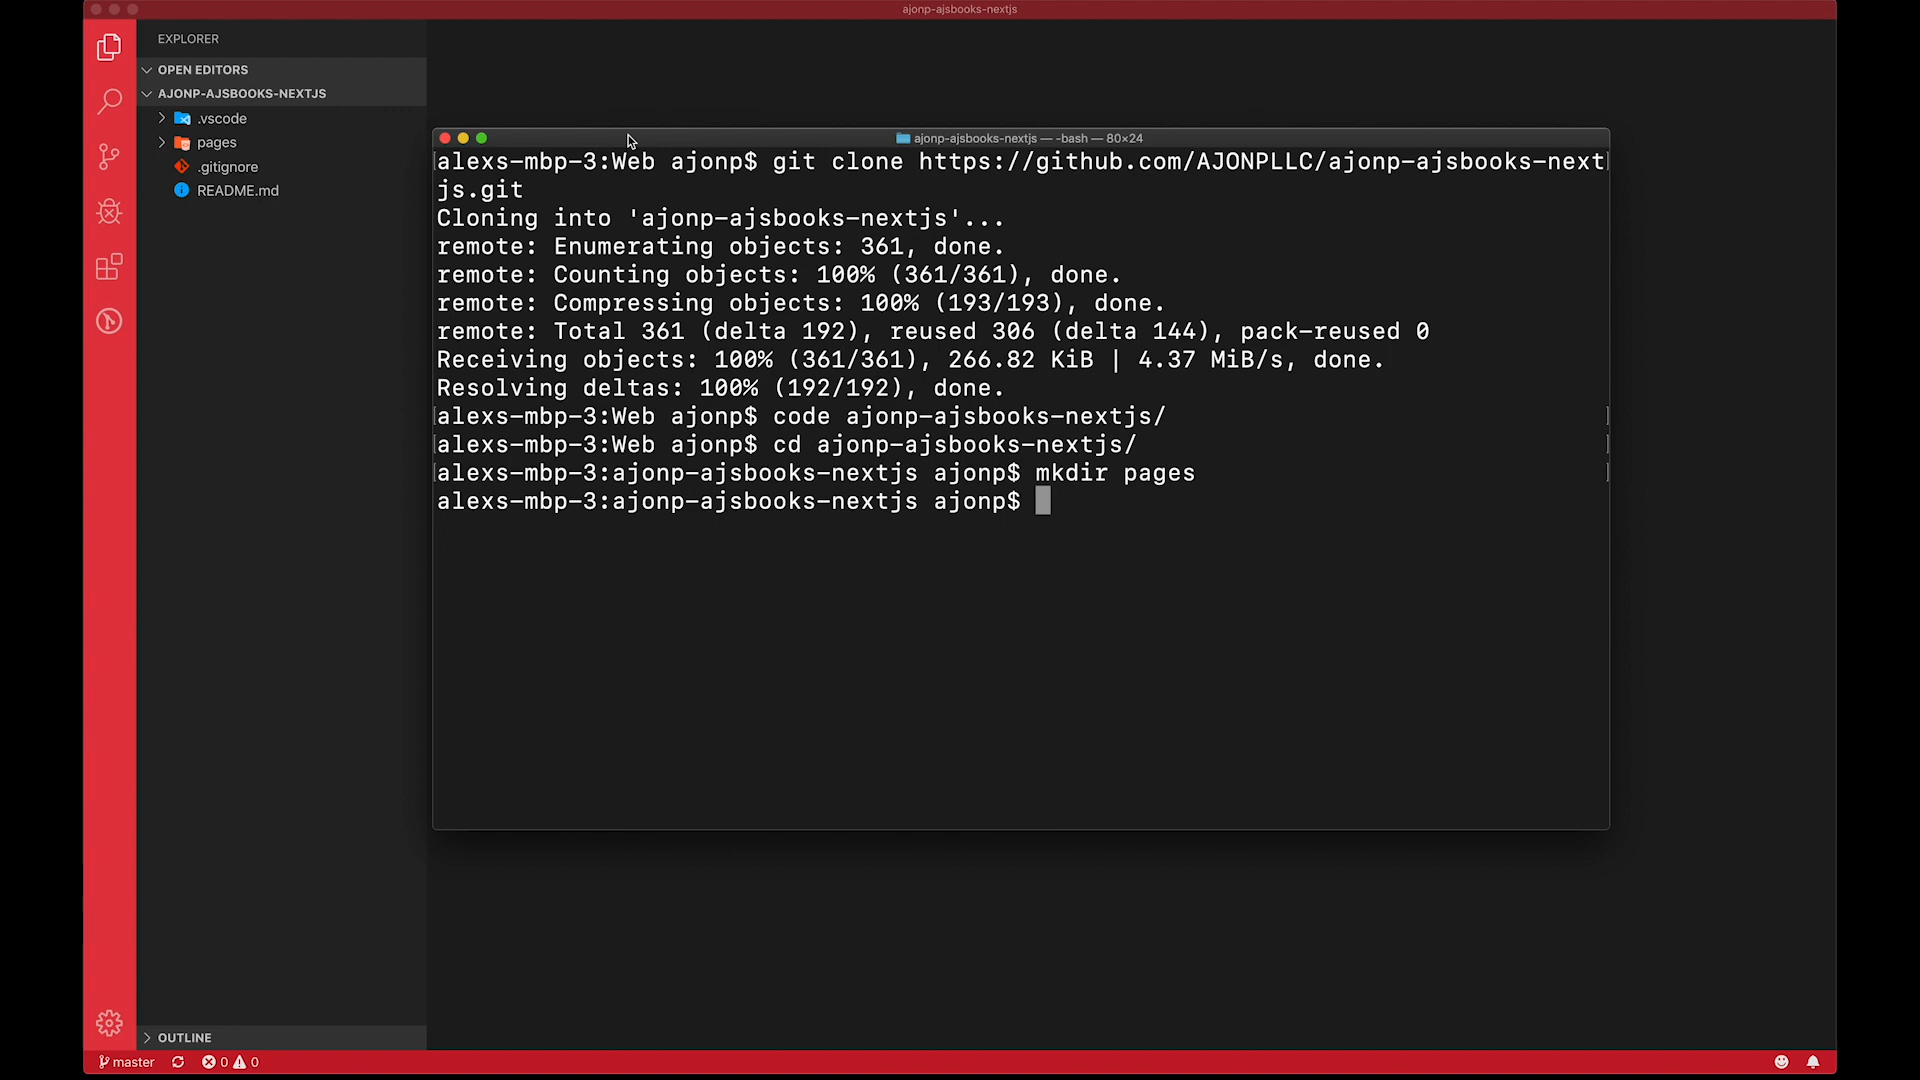 ajonp-ajsbooks-nextjs
EXPLORER
OPEN EDITORS
AJONP-AJSBOOKS-NEXTJS
.vscode
pages
.gitignore
README.md
ajonp-ajsbooks-nextjs — -bash — 80×24
alexs-mbp-3:Web ajonp$ git clone https://github.com/AJONPLLC/ajonp-ajsbooks-next
js.git
Cloning into 'ajonp-ajsbooks-nextjs'...
remote: Enumerating objects: 361, done.
remote: Counting objects: 100% (361/361), done.
remote: Compressing objects: 100% (193/193), done.
remote: Total 361 (delta 192), reused 306 (delta 144), pack-reused 0
Receiving objects: 100% (361/361), 266.82 KiB | 4.37 MiB/s, done.
Resolving deltas: 100% (192/192), done.
alexs-mbp-3:Web ajonp$ code ajonp-ajsbooks-nextjs/
alexs-mbp-3:Web ajonp$ cd ajonp-ajsbooks-nextjs/
alexs-mbp-3:ajonp-ajsbooks-nextjs ajonp$ mkdir pages
alexs-mbp-3:ajonp-ajsbooks-nextjs ajonp$
OUTLINE
master 0 0